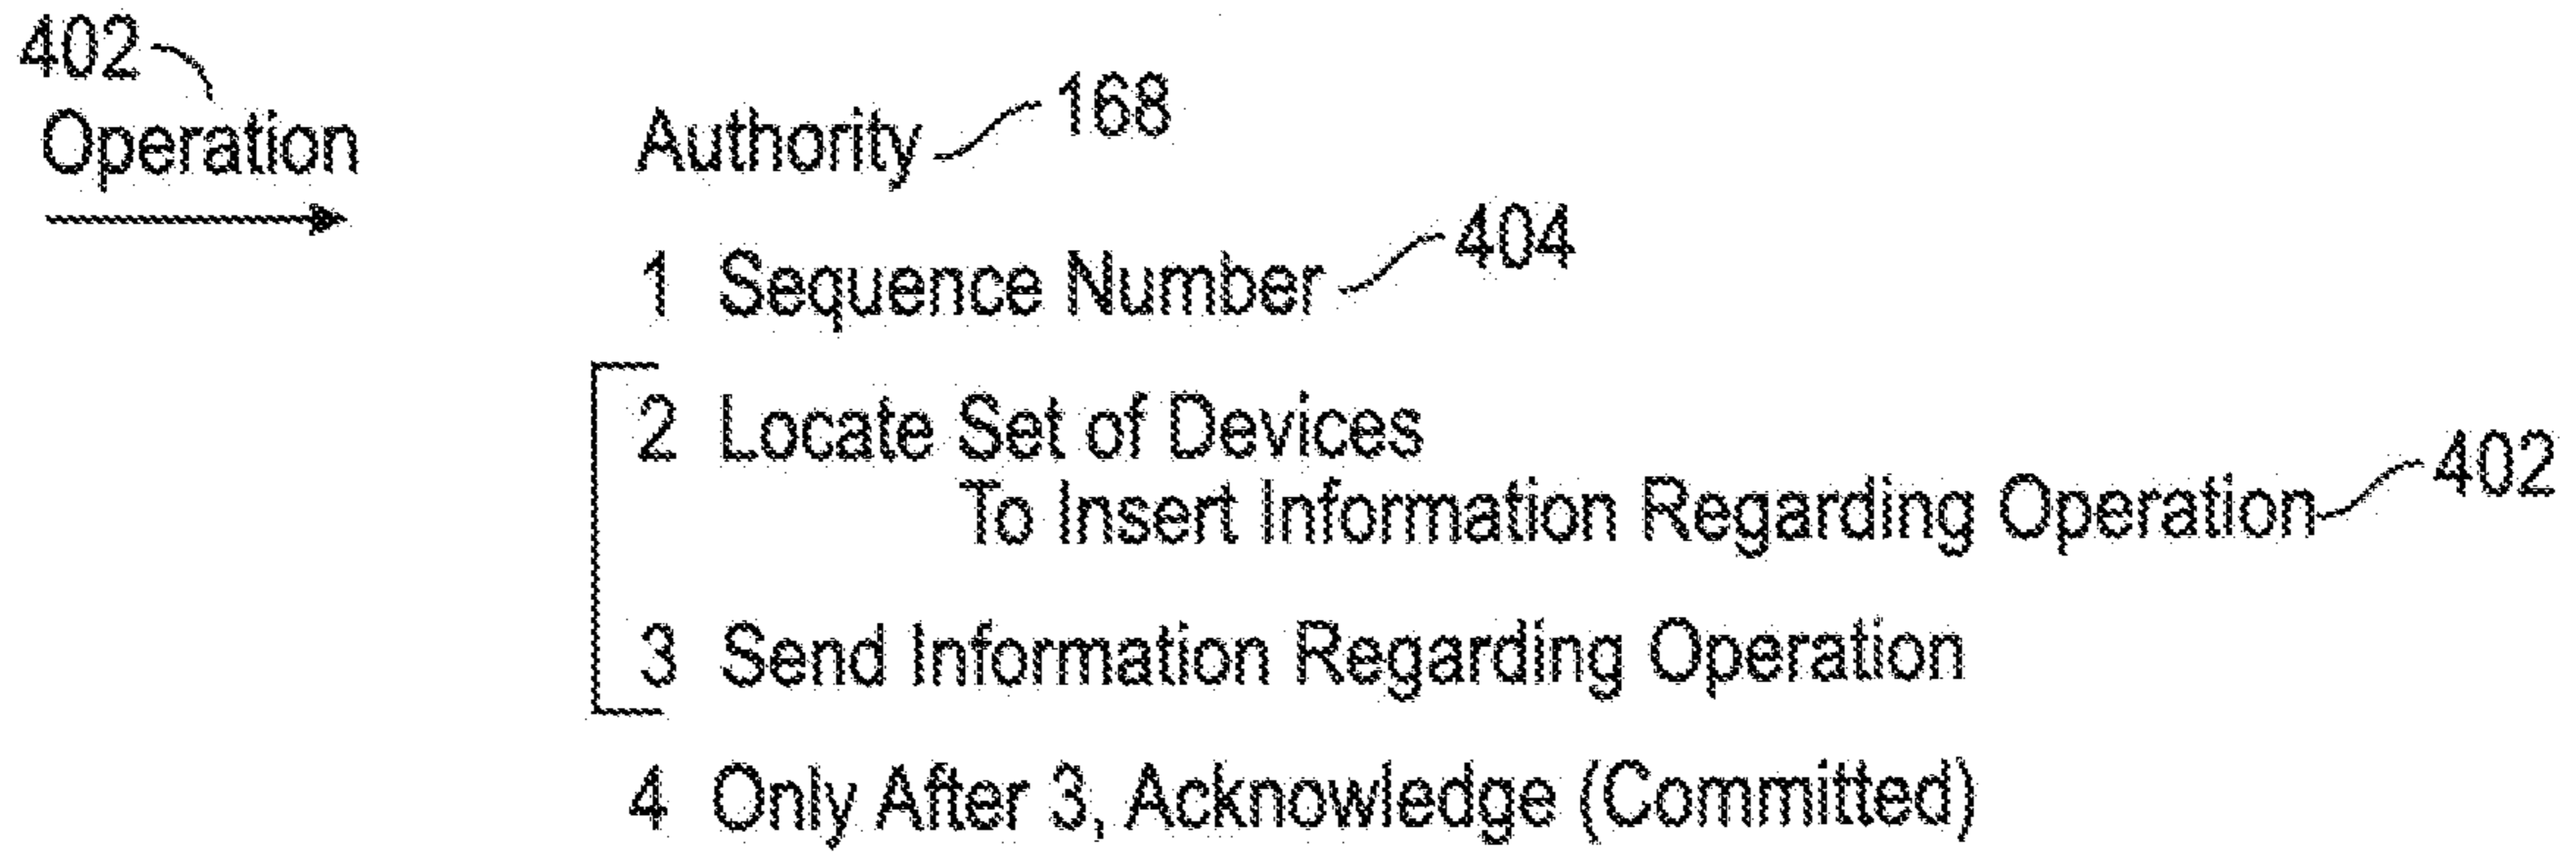 402
Operation
Authority 168
1 Sequence Number 404
2 Locate Set of Devices
To Insert Information Regarding Operation 402
3 Send Information Regarding Operation
4 Only After 3, Acknowledge (Committed)